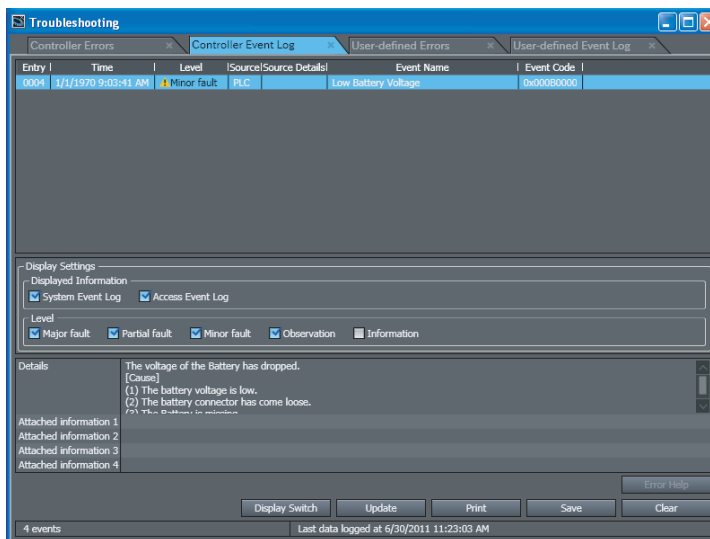 Troubleshooting
Controller Errors × Controller Event Log × User-defined Errors × User-defined Event Log ×
Entry Time Level Source Source Details Event Name Event Code
0004 1/1/1970 9:03:41 AM Minor fault PLC Low Battery Voltage 0x000B0000
Display Settings
Displayed Information
System Event Log Access Event Log
Level
Major fault Partial fault Minor fault Observation Information
Details The voltage of the Battery has dropped.
[Cause]
(1) The battery voltage is low.
(2) The battery connector has come loose.
(3) The Battery is missing.
Attached information 1
Attached information 2
Attached information 3
Attached information 4
Error Help
Display Switch Update Print Save Clear
4 events Last data logged at 6/30/2011 11:23:03 AM